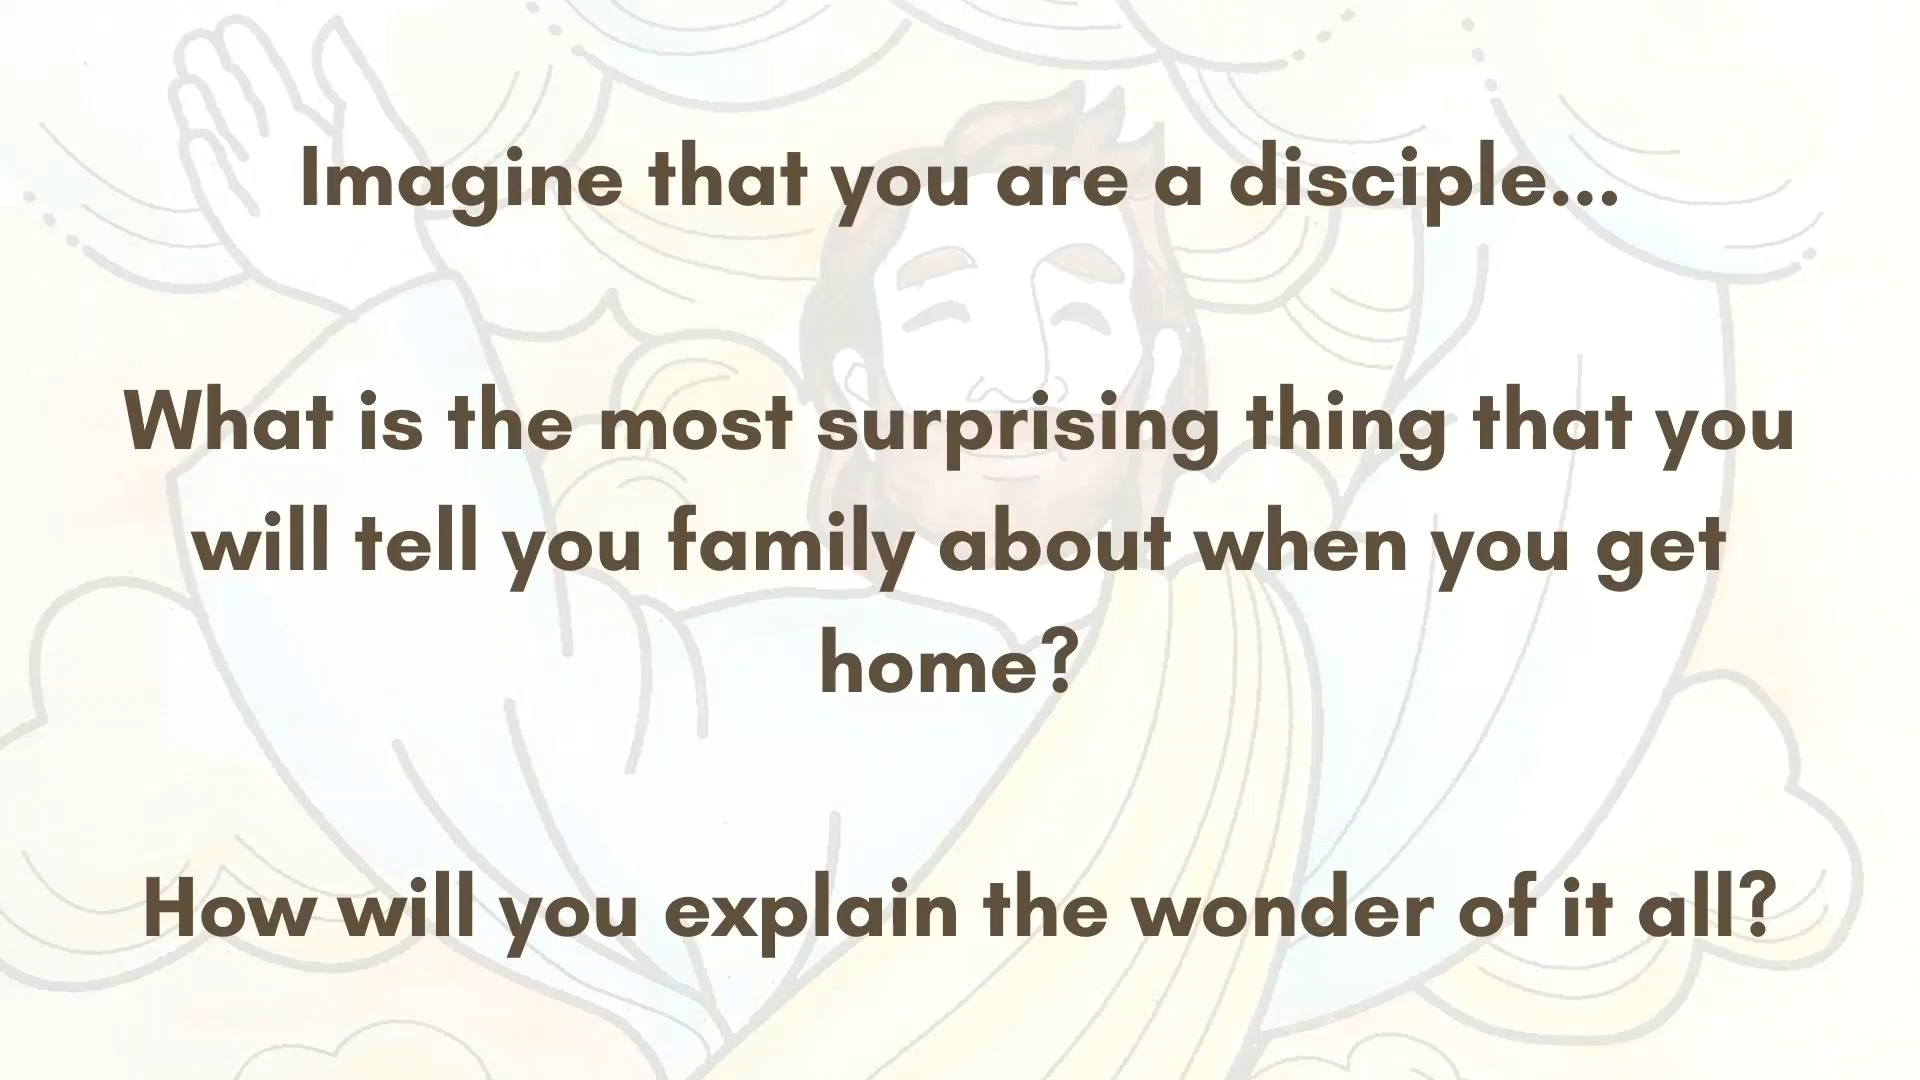 Imagine that you are a disciple...
What is the most surprising thing that you
will tell you family about when you get
home?
How will you explain the wonder of it all?